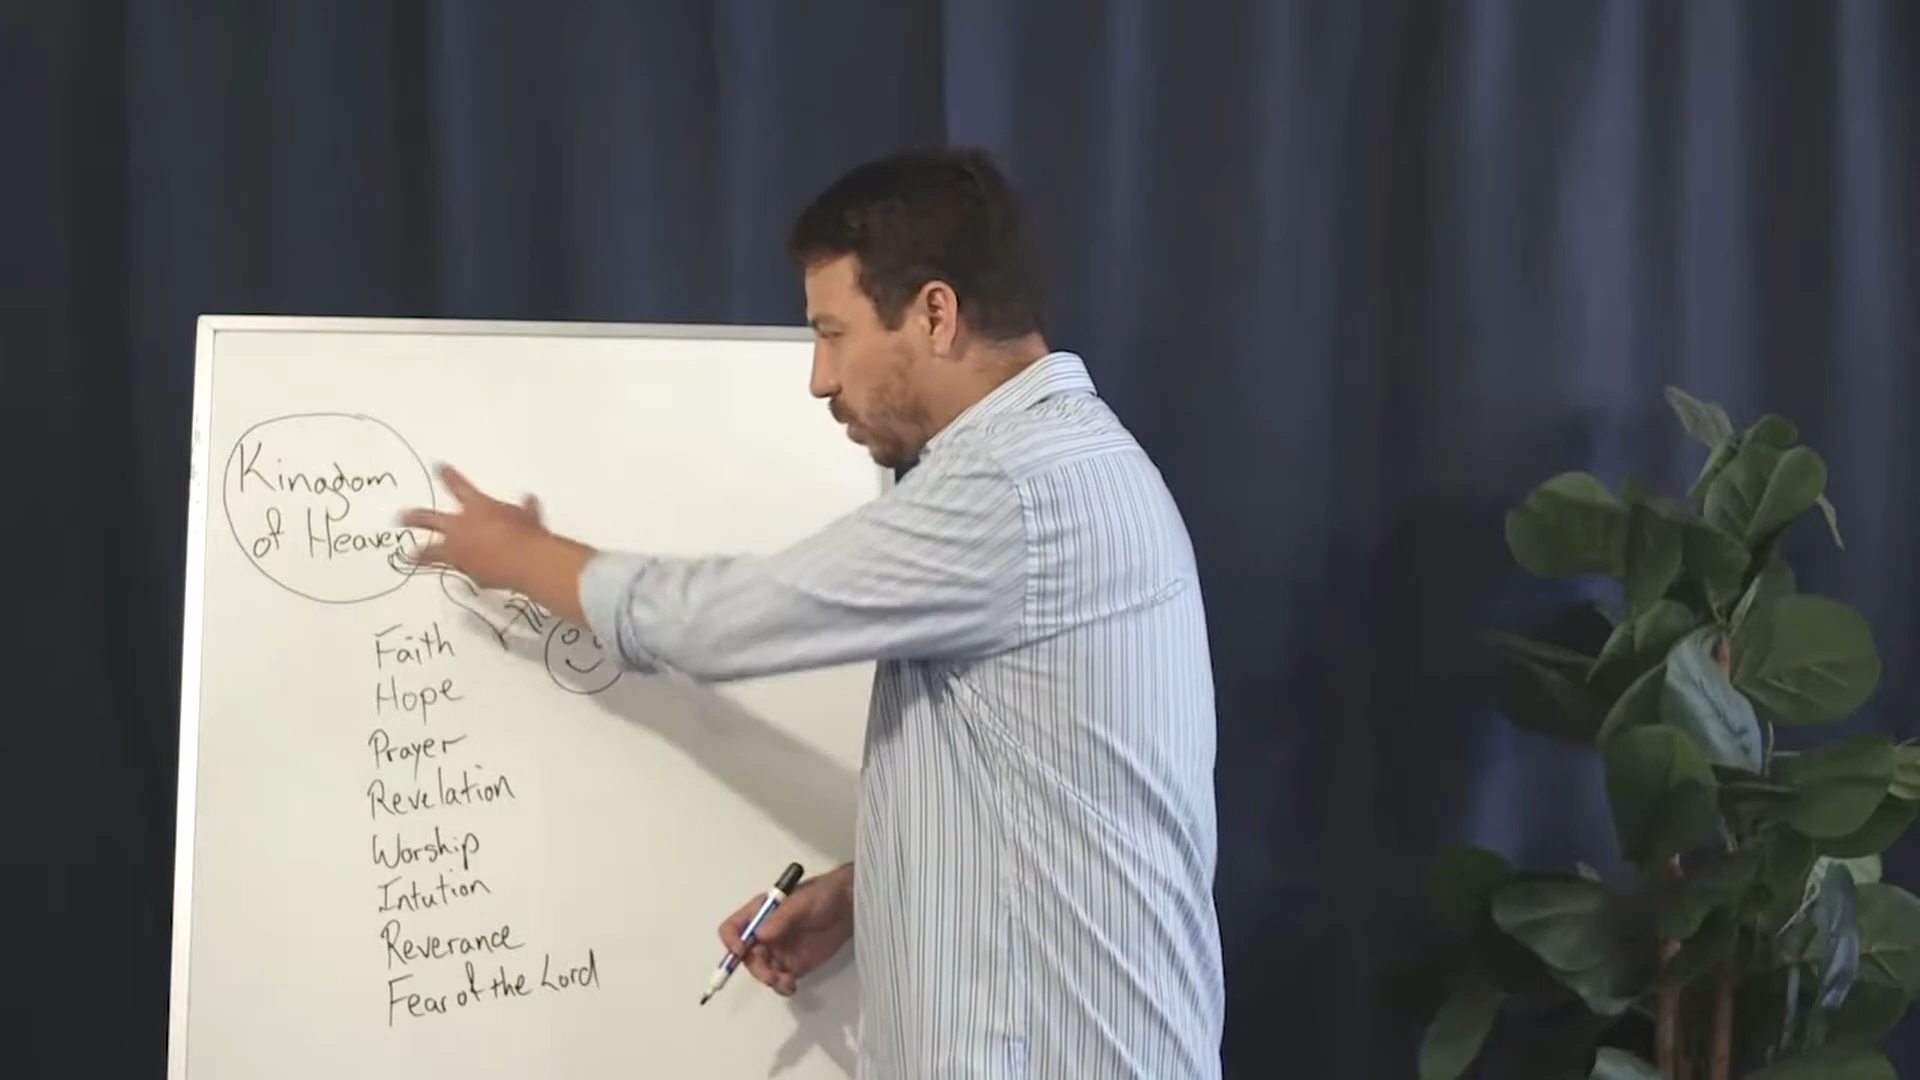 Kingdom
of Heaven
Faith
Hope
Prayer
Revelation
Worship
Intution
Reverance
Fear of the Lord